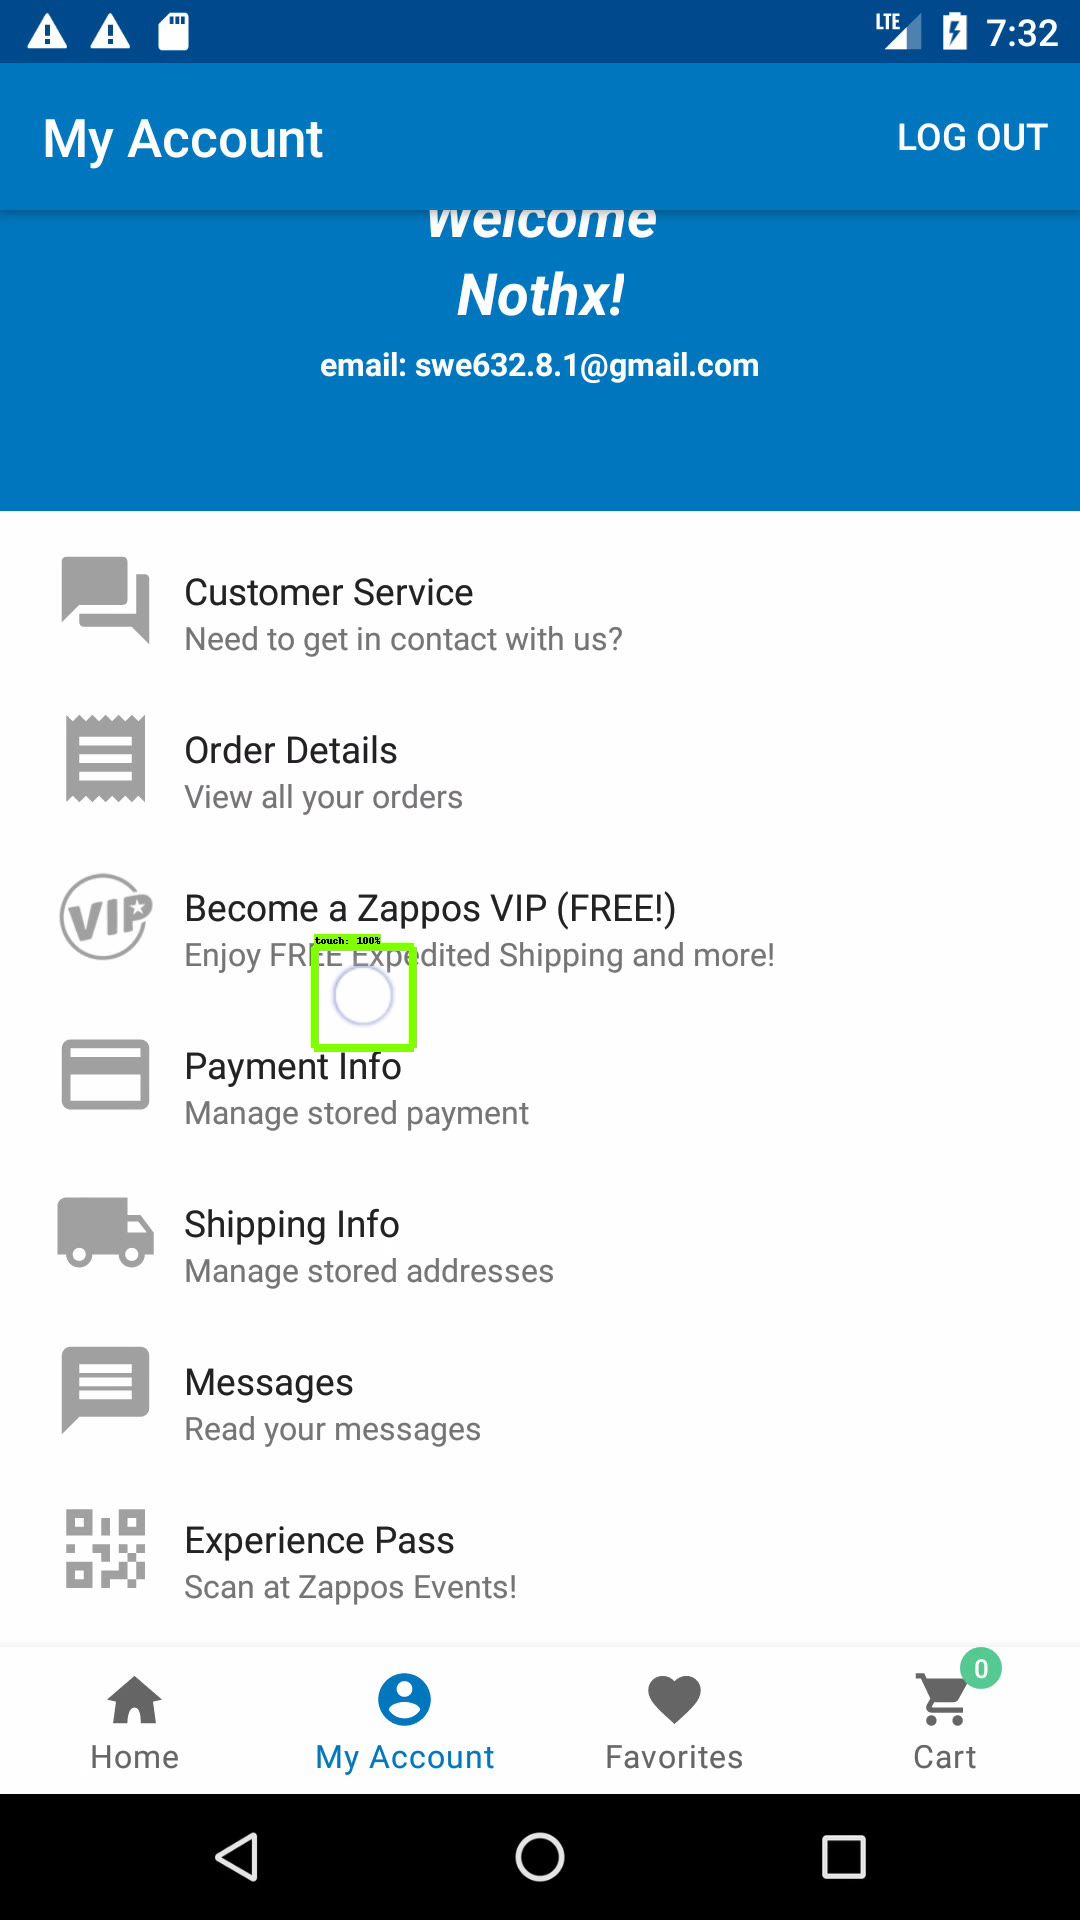 LTE 7:32
My Account LOG OUT
Welcome
Nothx!
email: swe632.8.1@gmail.com
Customer Service
Need to get in contact with us?
Order Details
View all your orders
VIP
Become a Zappos VIP (FREE!)
touch: 100%
Enjoy FREE Expedited Shipping and more!
Payment Info
Manage stored payment
Shipping Info
Manage stored addresses
Messages
Read your messages
Experience Pass
Scan at Zappos Events!
0
Home My Account Favorites Cart